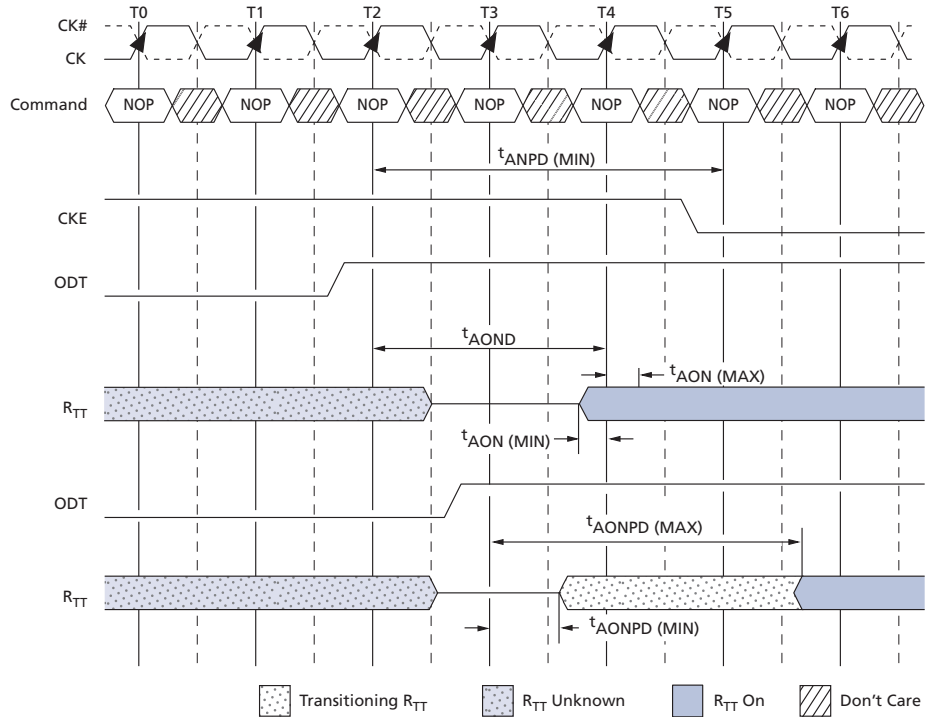 CK#
CK
T0 T1 T2 T3 T4 T5 T6
Command NOP NOP NOP NOP NOP NOP NOP
tANPD (MIN)
CKE
ODT
tAOND
tAON (MAX)
RTT
tAON (MIN)
ODT
tAONPD (MAX)
RTT
tAONPD (MIN)
Transitioning RTT RTT Unknown RTT On Don't Care